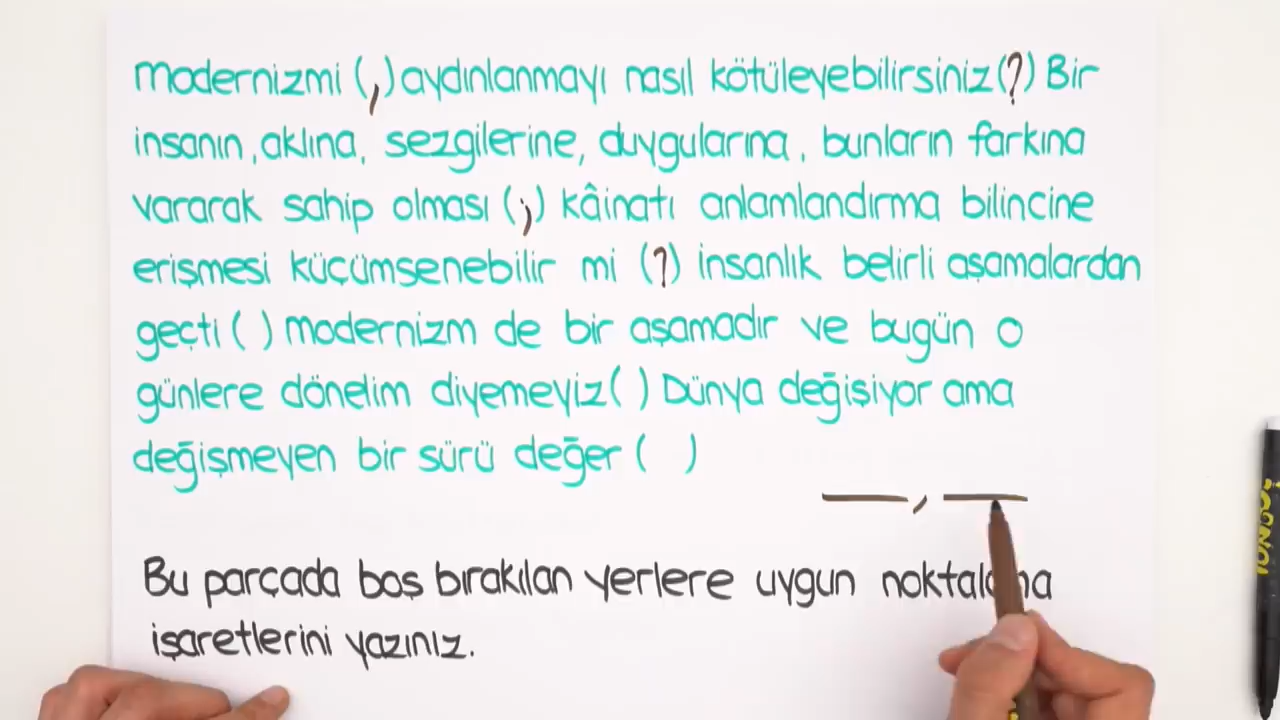 modernizmi (,) aydınlanmayı nasıl kötüleyebilirsiniz(?) Bir
insanın, aklına, sezgilerine, duygularına, bunların farkına
vararak sahip olması (,) kâinatı anlamlandırma bilincine
erişmesi küçümsenebilir mi (?) insanlık belirli aşamalardan
geçti ( ) modernizm de bir aşamadır ve bugün o
günlere dönelim diyemeyiz( ) Dünya değişiyor ama
değişmeyen bir sürü değer ( )
___ , ___
Bu parçada boş bırakılan yerlere uygun
işaretlerini yazınız.